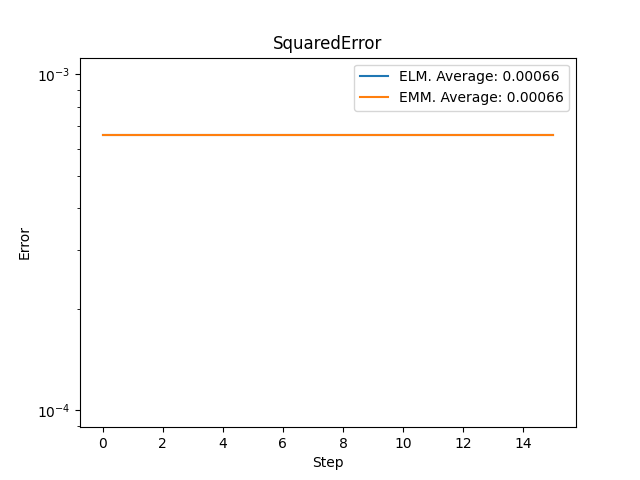 SquaredError
ELM. Average: 0.00066
EMM. Average: 0.00066
10⁻³
10⁻⁴
Error
0 2 4 6 8 10 12 14
Step